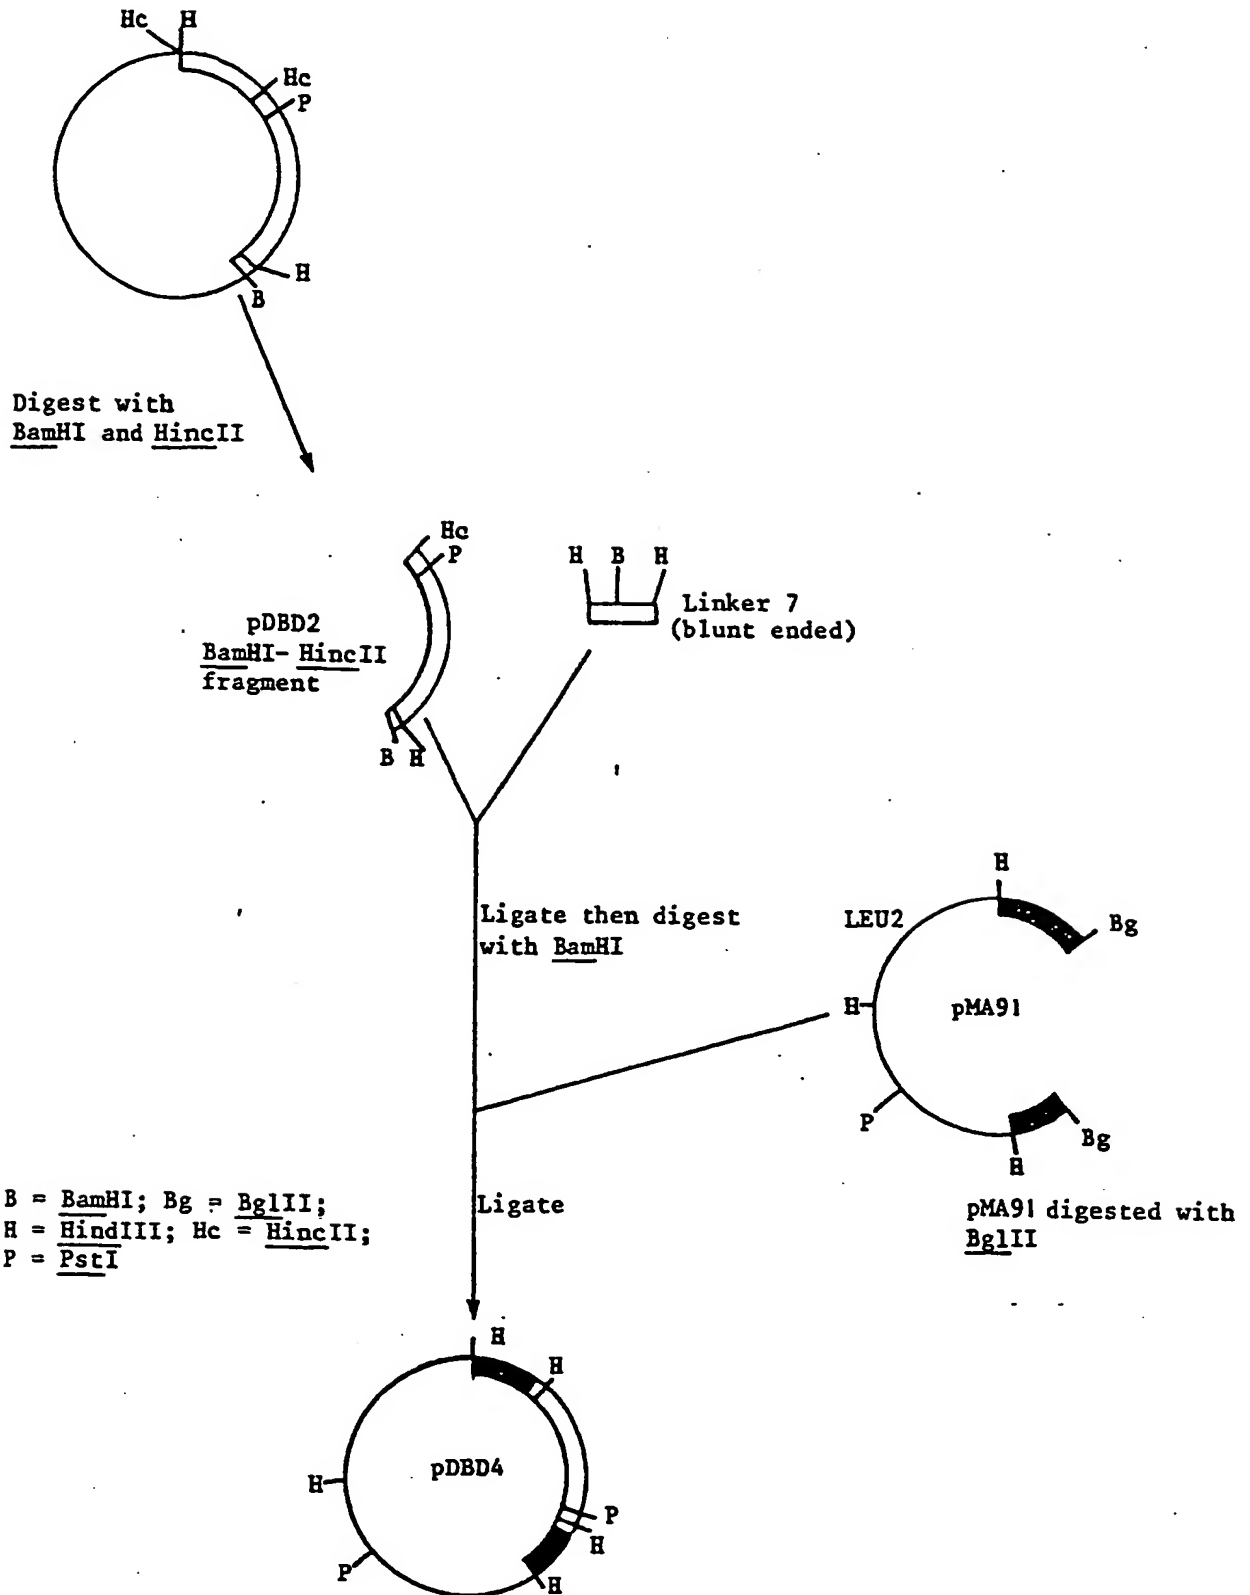 Hc H
Hc
P
H
B
Digest with
BamHI and HincII
Hc
P
pDBD2
BamHI- HincII
fragment
B H
H B H
Linker 7
(blunt ended)
Ligate then digest
with BamHI
H
LEU2
Bg
H
pMA91
P
Bg
H
pMA91 digested with
BglII
B = BamHI; Bg = BglII;
H = HindIII; Hc = HincII;
P = PstI
Ligate
H
H
pDBD4
H
P
H
P
H